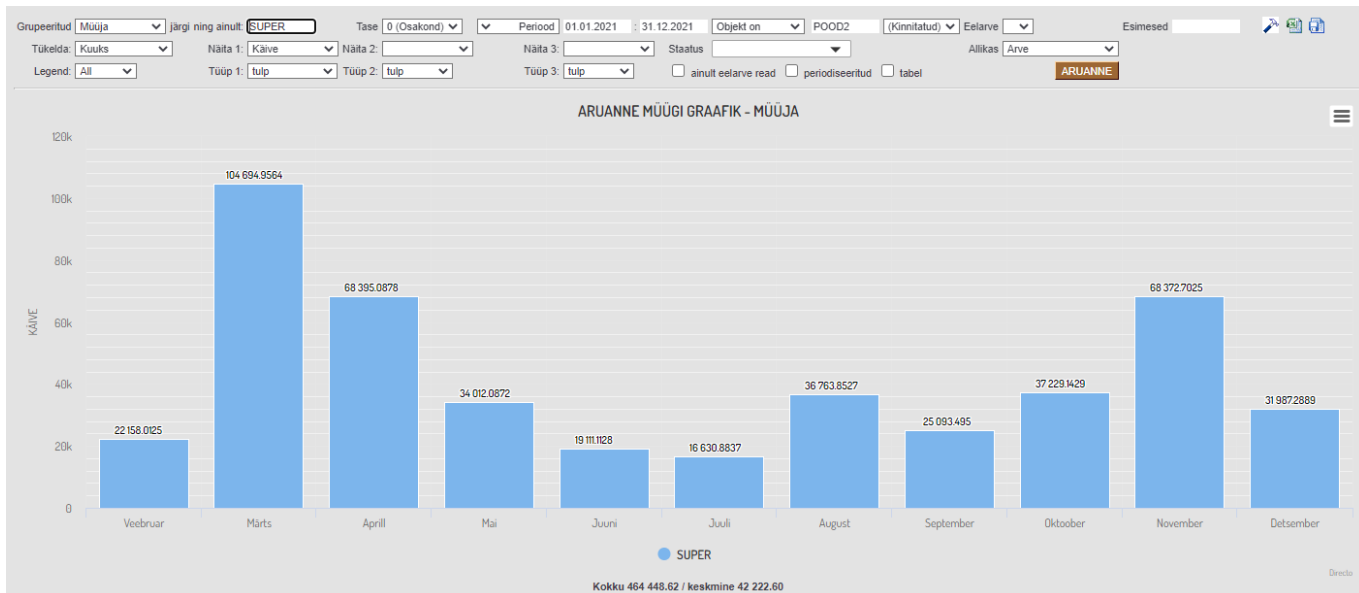 Grupeeritud Müüja järgi ning ainult: SUPER Tase 0 (Osakond) Periood 01.01.2021 : 31.12.2021 Objekt on POOD2 (Kinnitatud) Eelarve Esimesed
Tükelda: Kuuks Näita 1: Käive Näita 2: Näita 3: Staatus Allikas Arve
Legend: All Tüüp 1: tulp Tüüp 2: tulp Tüüp 3: tulp ainult eelarve read periodiseeritud tabel ARUANNE
ARUANNE MÜÜGI GRAAFIK - MÜÜJA
120k
104 694.9564
100k
80k
68 395.0878
68 372.7025
KÄIVE
60k
40k
34 012.0872
36 763.8527
37 229.1429
31 987.2889
22 158.0125
19 111.1128
16 630.8837
25 093.495
20k
0
Veebruar Märts Aprill Mai Juuni Juuli August September Oktoober November Detsember
SUPER
Kokku 464 448.62 / keskmine 42 222.60
Directo